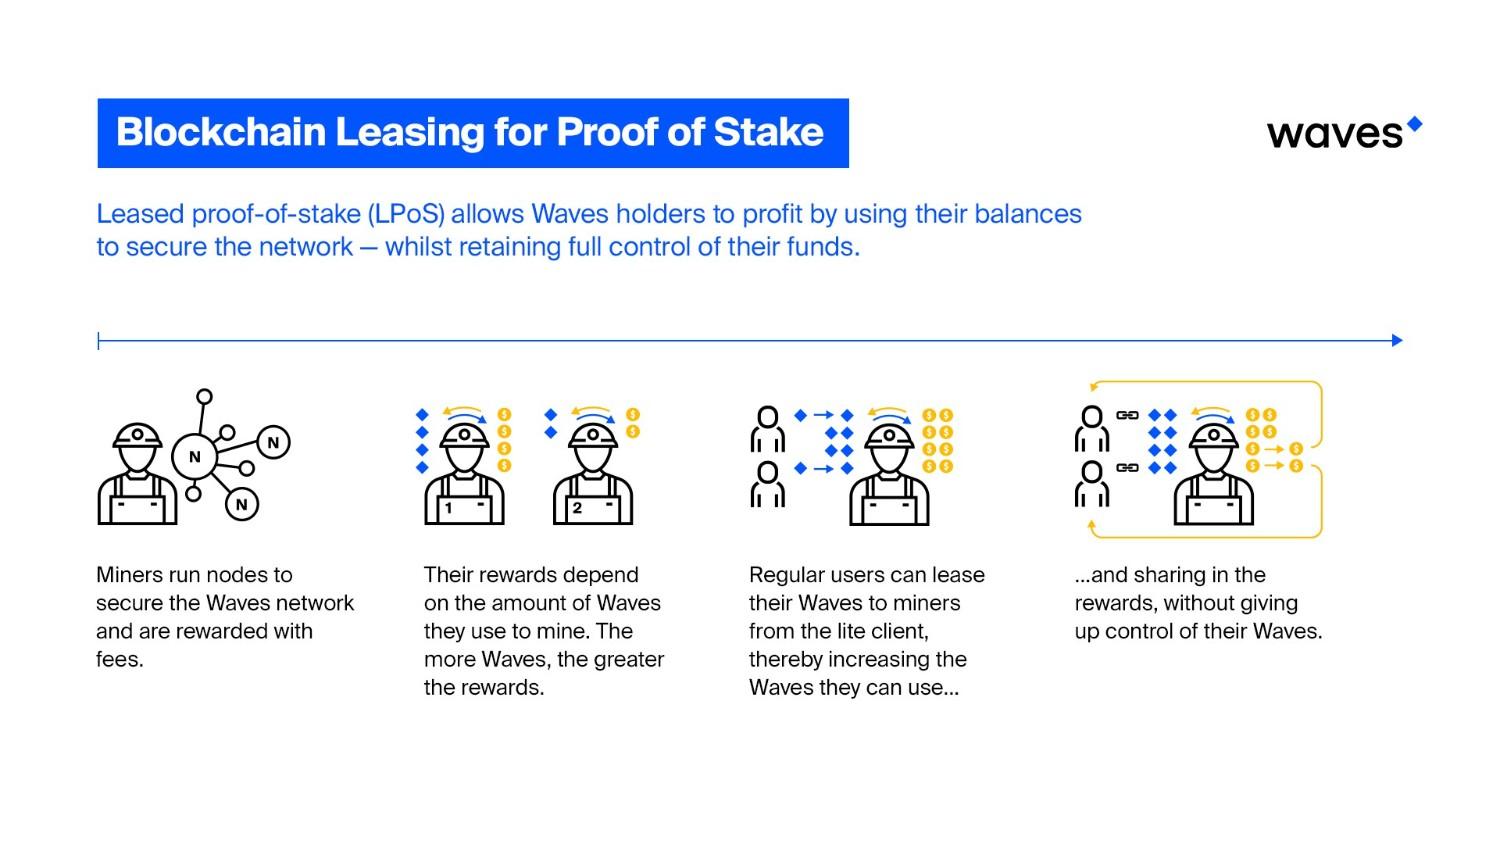 Blockchain Leasing for Proof of Stake
waves
Leased proof-of-stake (LPoS) allows Waves holders to profit by using their balances
to secure the network — whilst retaining full control of their funds.
N
N
N
1
2
Miners run nodes to
secure the Waves network
and are rewarded with
fees.
Their rewards depend
on the amount of Waves
they use to mine. The
more Waves, the greater
the rewards.
Regular users can lease
their Waves to miners
from the lite client,
thereby increasing the
Waves they can use...
...and sharing in the
rewards, without giving
up control of their Waves.